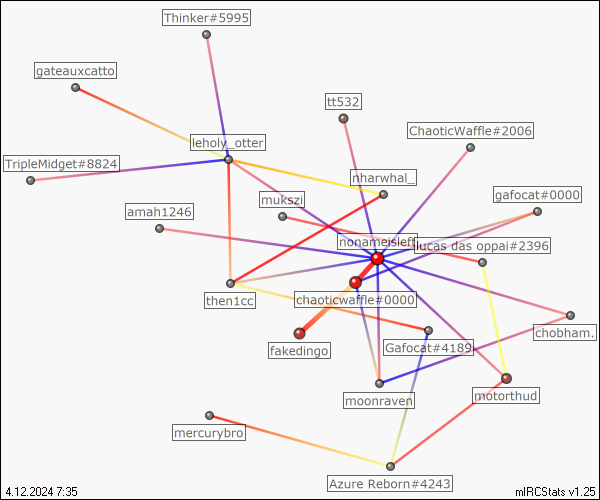 Thinker#5995
gateauxcatto
tt532
ChaoticWaffle#2006
leholy_otter
TripleMidget#8824
nharwhal_
mukszi
gafocat#0000
amah1246
nonameisleff
lucas das oppai#2396
then1cc
chaoticwaffle#0000
chobham.
fakedingo
Gafocat#4189
moonraven
motorthud
mercurybro
Azure Reborn#4243
4.12.2024 7:35
mIRCStats v1.25